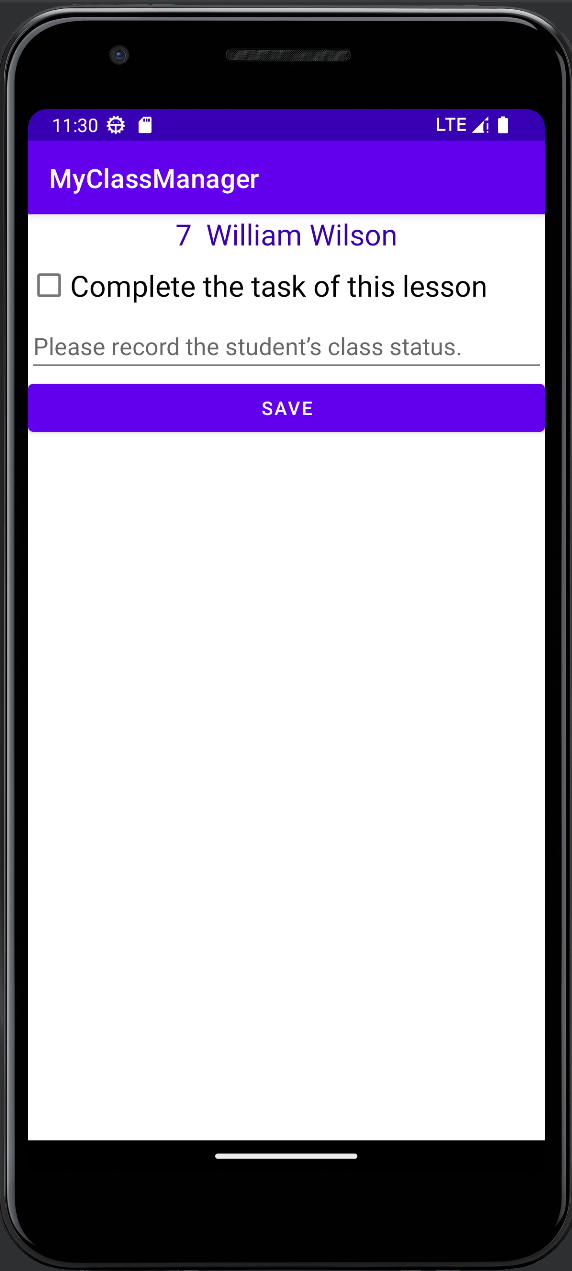 11:30 LTE
MyClassManager
7 William Wilson
Complete the task of this lesson
Please record the student’s class status.
SAVE